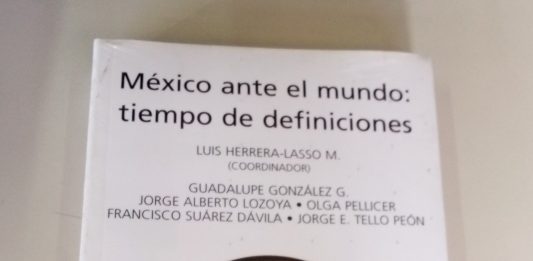 México ante el mundo:
tiempo de definiciones
LUIS HERRERA-LASSO M.
(COORDINADOR)
GUADALUPE GONZÁLEZ G.
JORGE ALBERTO LOZOYA • OLGA PELLICER
FRANCISCO SUÁREZ DÁVILA • JORGE E. TELLO PEÓN